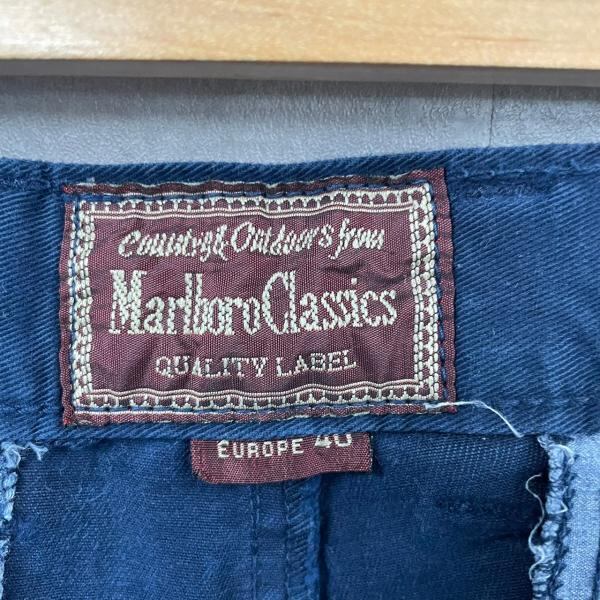 Country & Outdoors from
Marlboro Classics
QUALITY LABEL
EUROPE 40